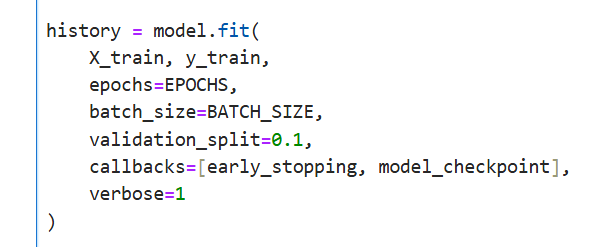 history = model.fit(
    X_train, y_train,
    epochs=EPOCHS,
    batch_size=BATCH_SIZE,
    validation_split=0.1,
    callbacks=[early_stopping, model_checkpoint],
    verbose=1
)